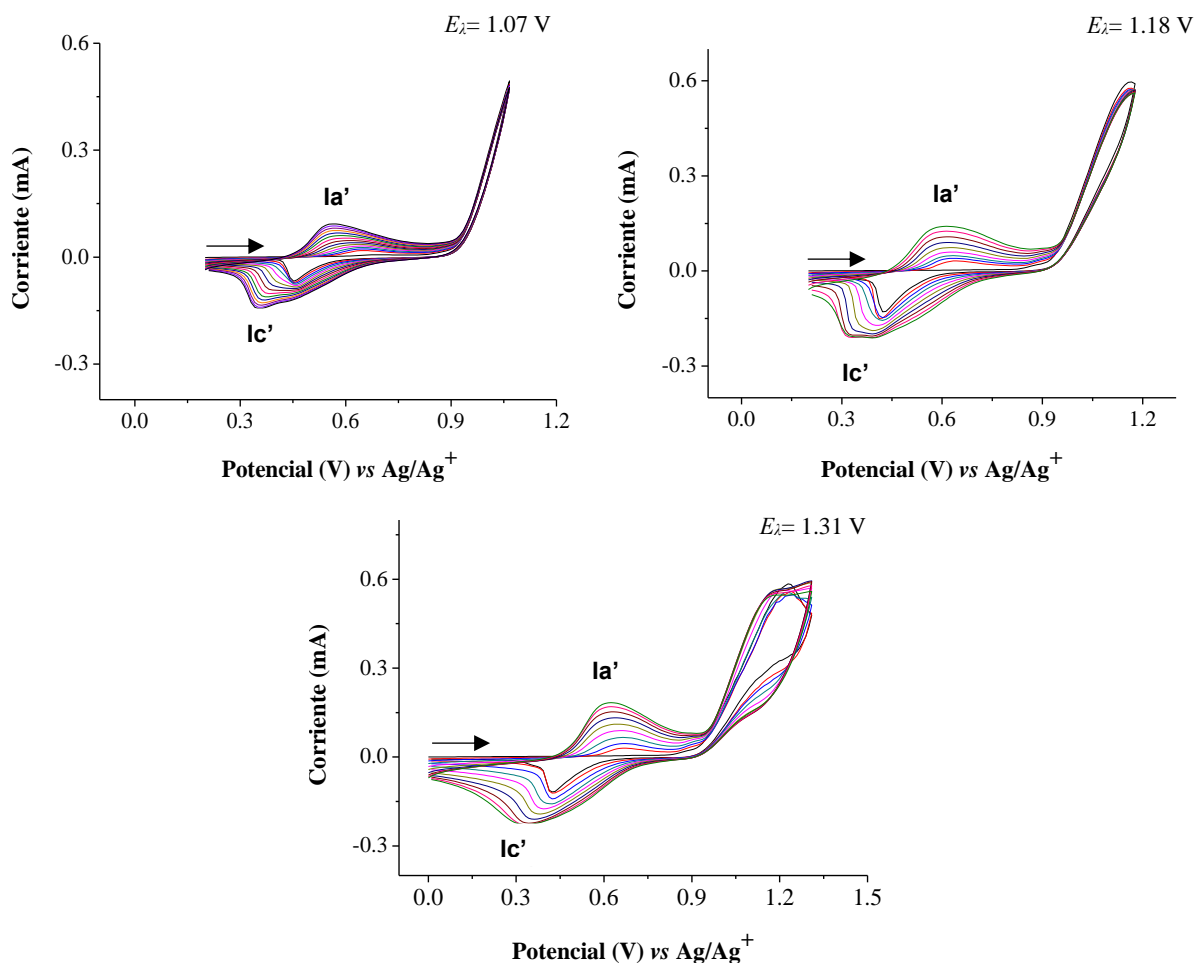 Eλ= 1.07 V
0.6
0.3
0.0
-0.3
Corriente (mA)
Ia’
Ic’
0.0 0.3 0.6 0.9 1.2
Potencial (V) vs Ag/Ag+
Eλ= 1.18 V
0.6
0.3
0.0
-0.3
Corriente (mA)
Ia’
Ic’
0.0 0.3 0.6 0.9 1.2
Potencial (V) vs Ag/Ag+
Eλ= 1.31 V
0.6
0.3
0.0
-0.3
Corriente (mA)
Ia’
Ic’
0.0 0.3 0.6 0.9 1.2 1.5
Potencial (V) vs Ag/Ag+